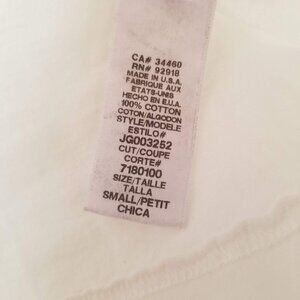 CA# 34460
RN# 92918
MADE IN U.S.A.
FABRIQUE AUX
ETATS-UNIS
HECHO EN E.U.A.
100% COTTON
COTON/ALGODON
STYLE/MODELE
ESTILO#
JG003252
CUT/COUPE
CORTE#
7180100
SIZE/TAILLE
TALLA
SMALL/PETIT
CHICA